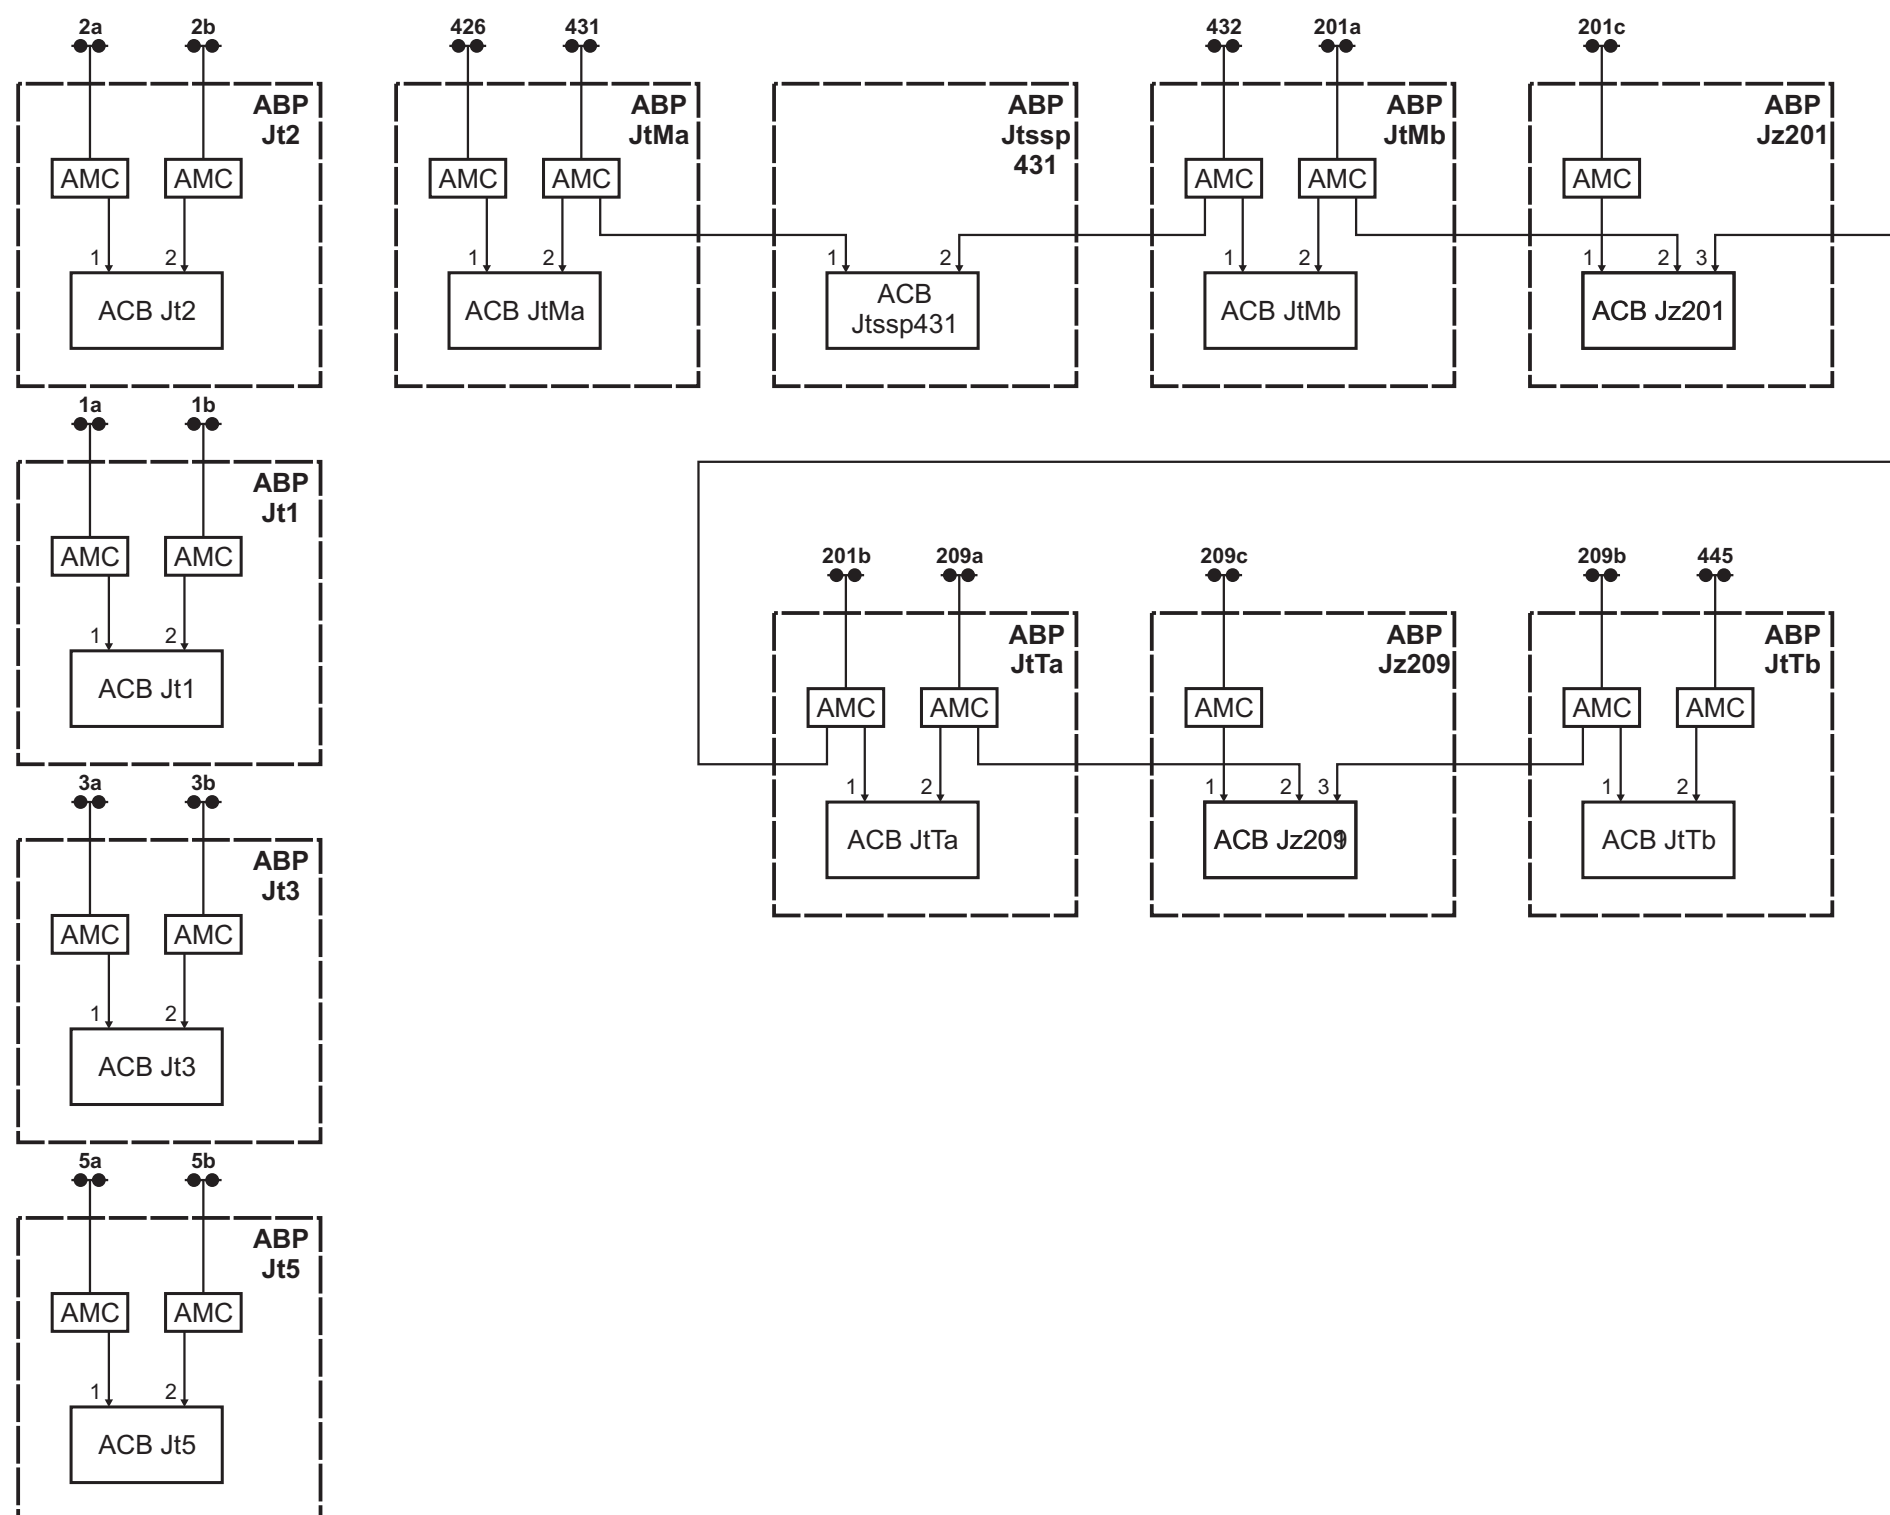 2a 2b 426 431 432 201a 201c
ABP
Jt2
AMC AMC
1 2
ACB Jt2
ABP
JtMa
AMC AMC
1 2
ACB JtMa
ABP
Jtssp
431
1 2
ACB
Jtssp431
ABP
JtMb
AMC AMC
1 2
ACB JtMb
ABP
Jz201
AMC
1 2 3
ACB Jz201
1a 1b
ABP
Jt1
AMC AMC
1 2
ACB Jt1
201b 209a 209c 209b 445
ABP
JtTa
AMC AMC
1 2
ACB JtTa
ABP
Jz209
AMC
1 2 3
ACB Jz209
ABP
JtTb
AMC AMC
1 2
ACB JtTb
3a 3b
ABP
Jt3
AMC AMC
1 2
ACB Jt3
5a 5b
ABP
Jt5
AMC AMC
1 2
ACB Jt5